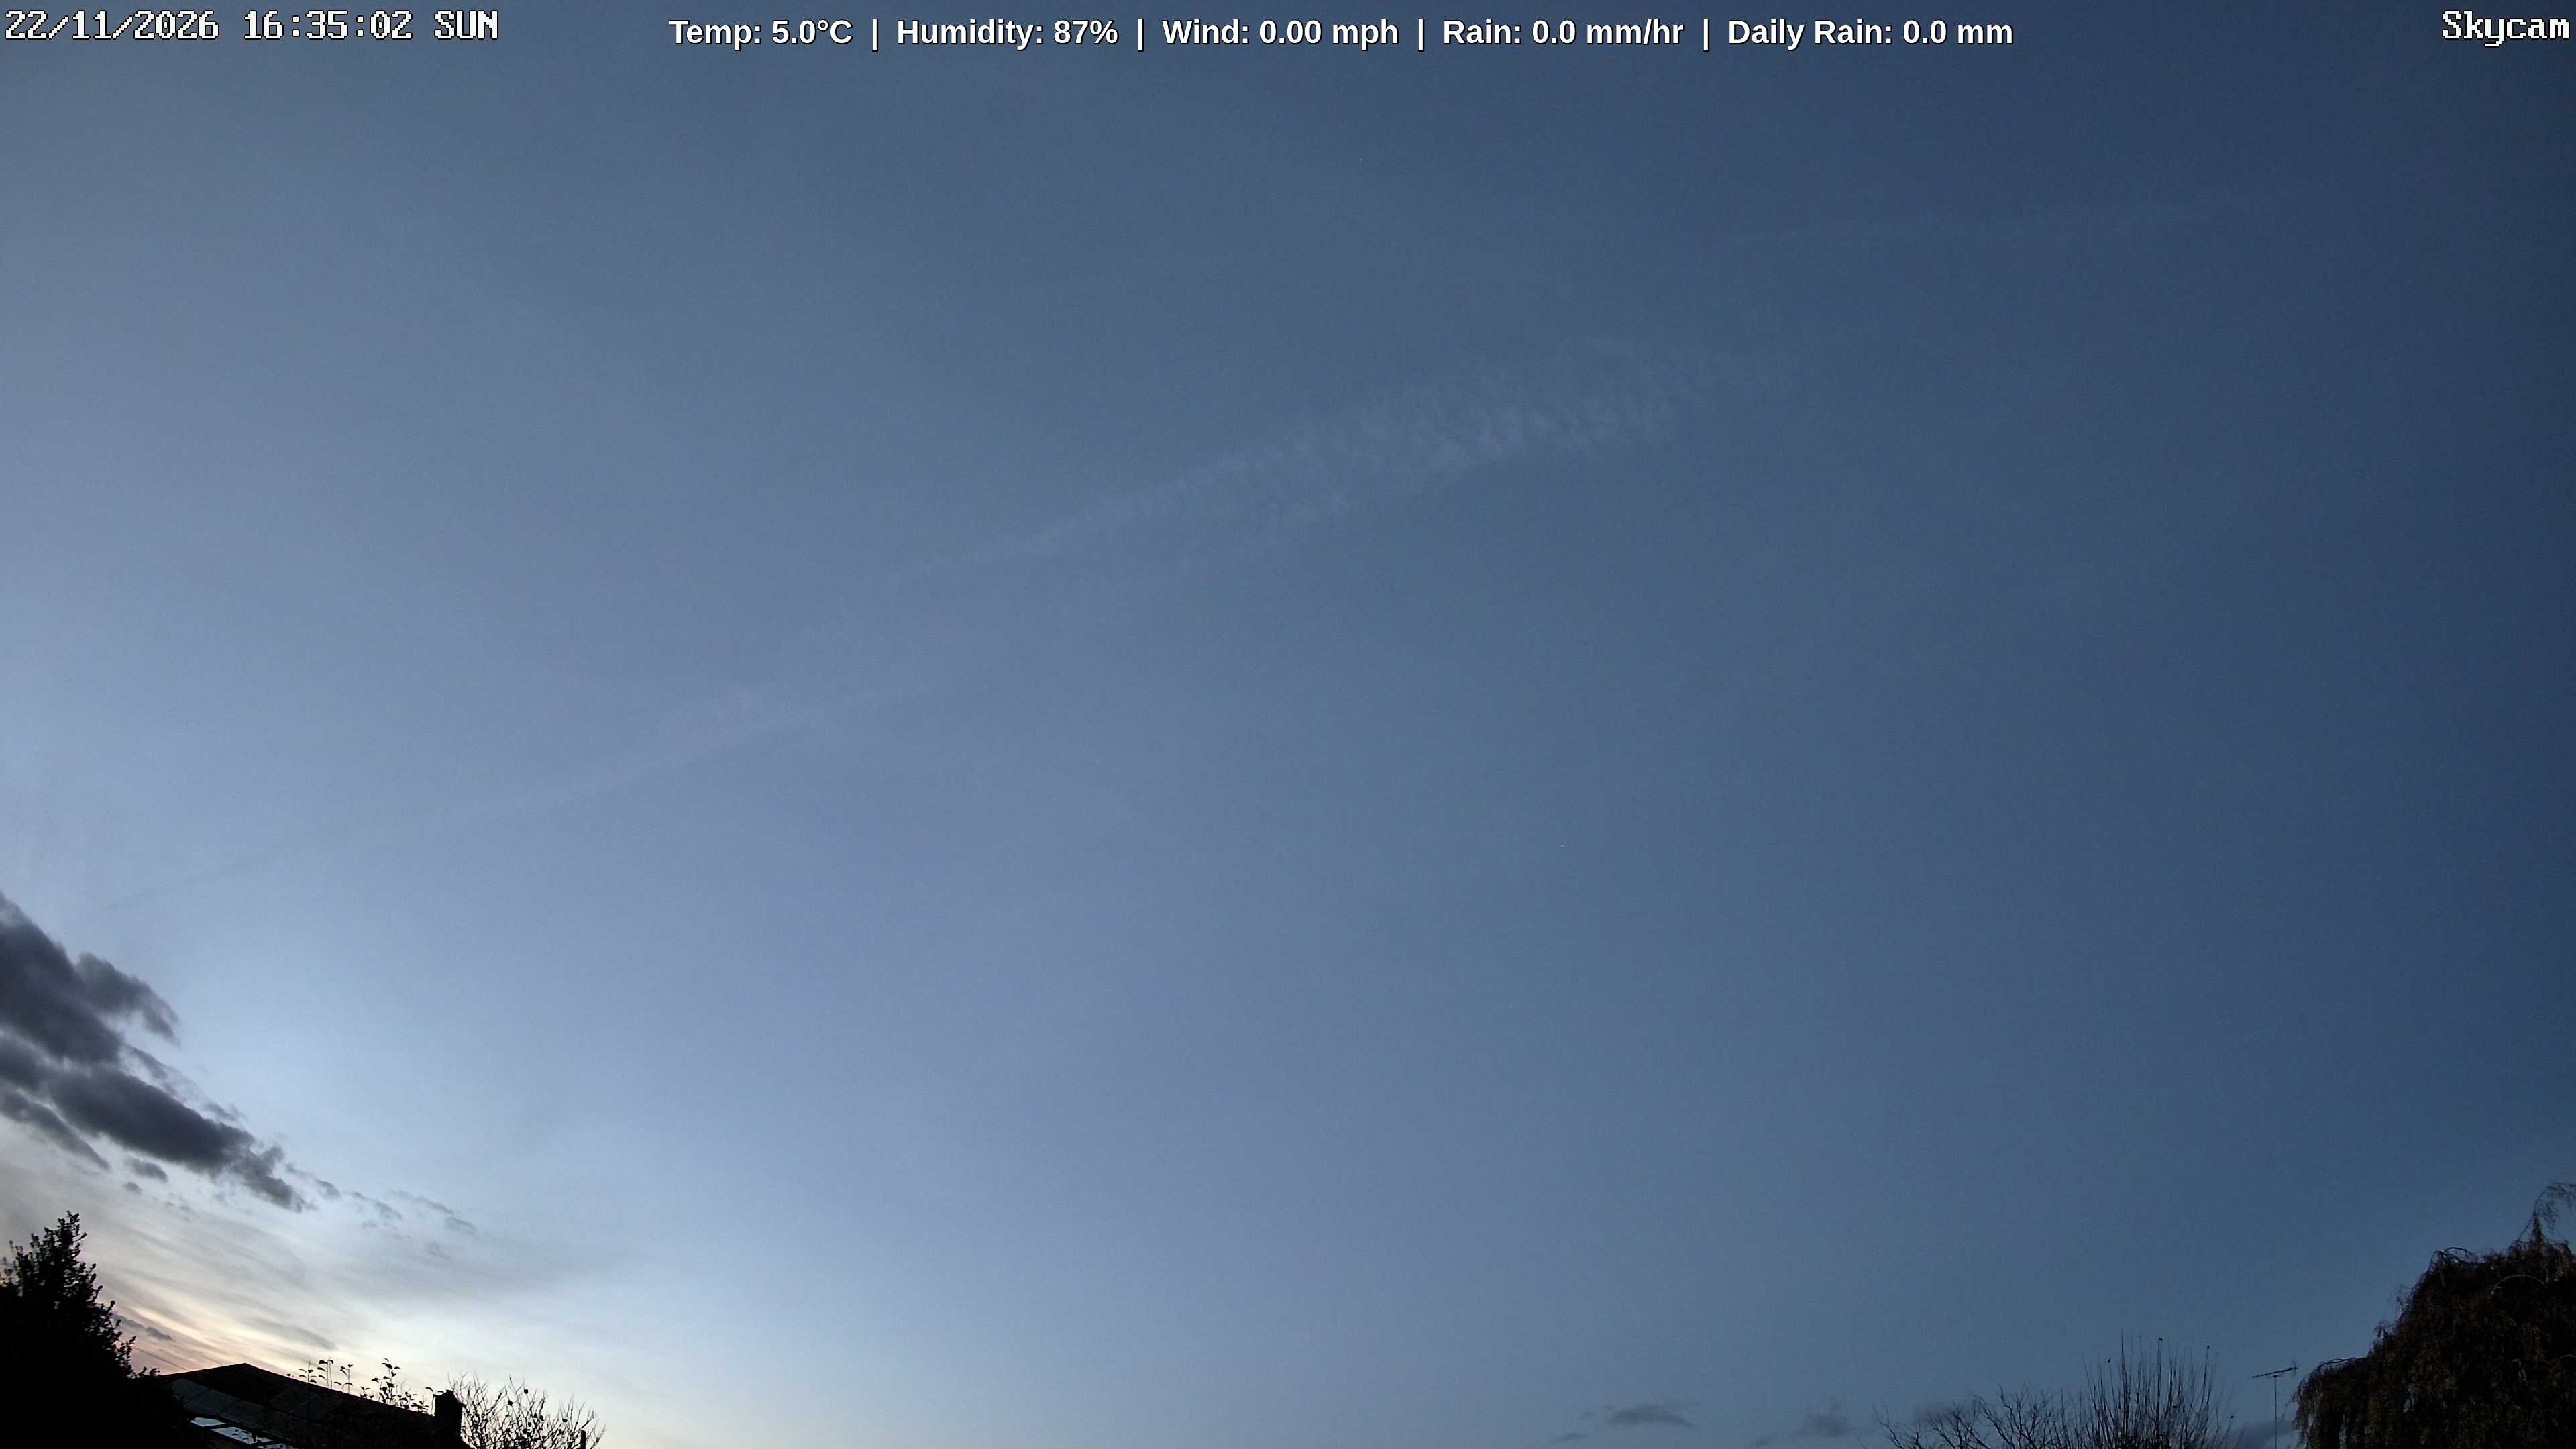 22/11/2026 16:35:02 SUN
Temp: 5.0°C | Humidity: 87% | Wind: 0.00 mph | Rain: 0.0 mm/hr | Daily Rain: 0.0 mm
Skycam